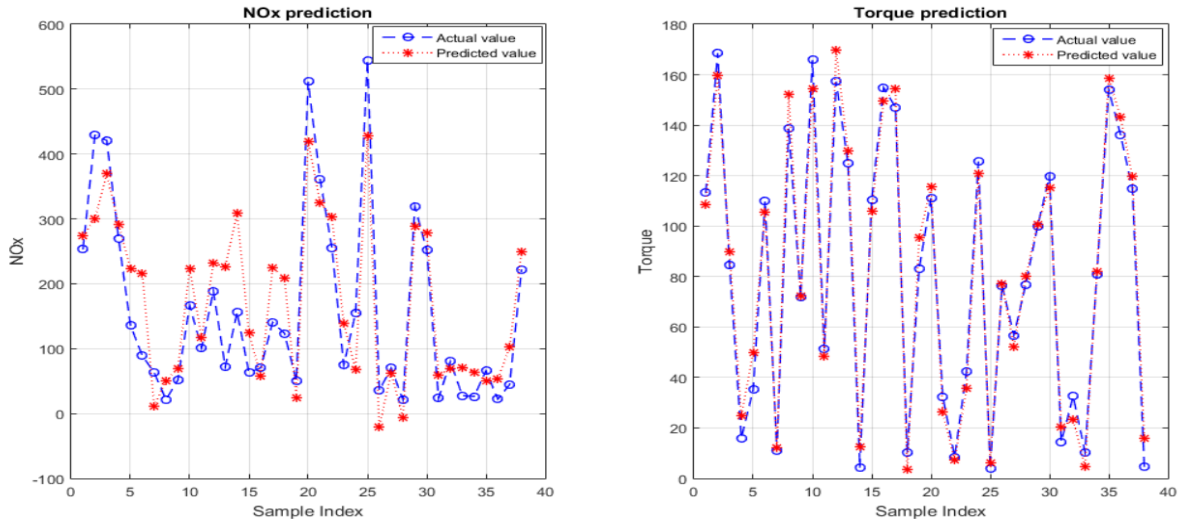 NOx prediction
600
500
400
300
200
100
0
-100
NOx
0 5 10 15 20 25 30 35 40
Sample Index
Actual value
Predicted value
Torque prediction
180
160
140
120
100
80
60
40
20
0
Torque
0 5 10 15 20 25 30 35 40
Sample Index
Actual value
Predicted value